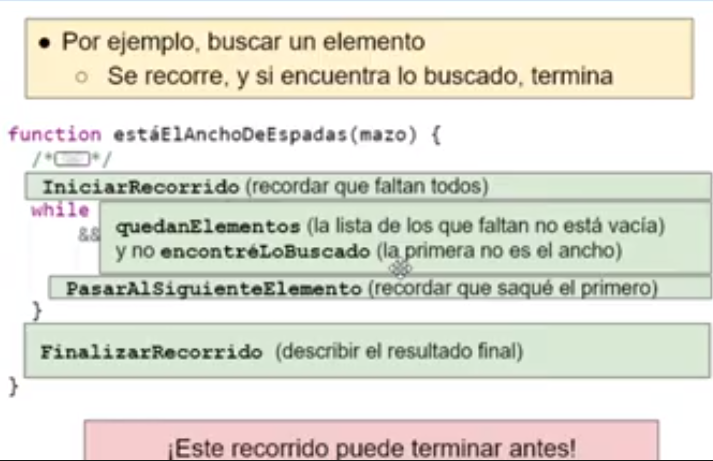 ● Por ejemplo, buscar un elemento
○ Se recorre, y si encuentra lo buscado, termina
function estáElAnchoDeEspadas(mazo) {
/*...*/
IniciarRecorrido (recordar que faltan todos)
while
quedanElementos (la lista de los que faltan no está vacía)
&& y no encontréLoBuscado (la primera no es el ancho)
PasarAlSiguienteElemento (recordar que saqué el primero)
}
FinalizarRecorrido (describir el resultado final)
}
¡Este recorrido puede terminar antes!